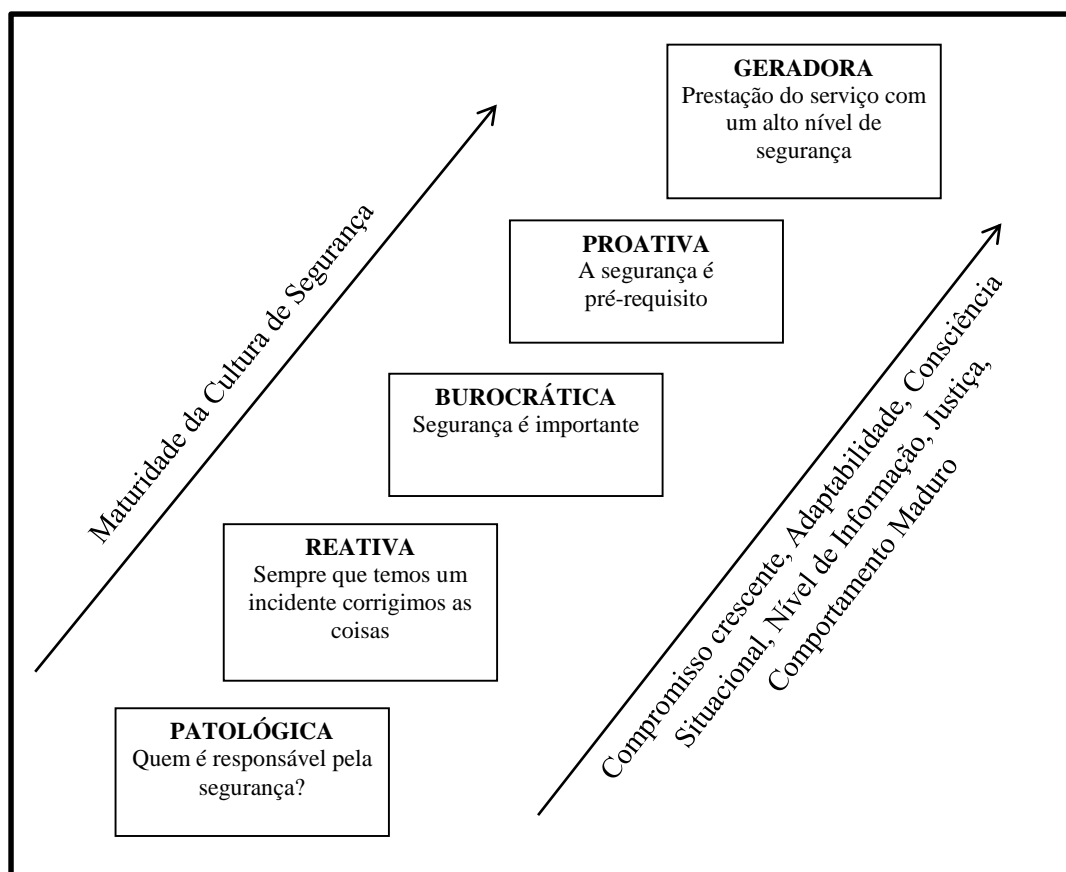 GERADORA
Prestação do serviço com
um alto nível de
segurança
PROATIVA
A segurança é
pré-requisito
BUROCRÁTICA
Segurança é importante
REATIVA
Sempre que temos um
incidente corrigimos as
coisas
PATOLÓGICA
Quem é responsável pela
segurança?
Maturidade da Cultura de Segurança
Compromisso crescente, Adaptabilidade, Consciência
Situacional, Nível de Informação, Justiça,
Comportamento Maduro